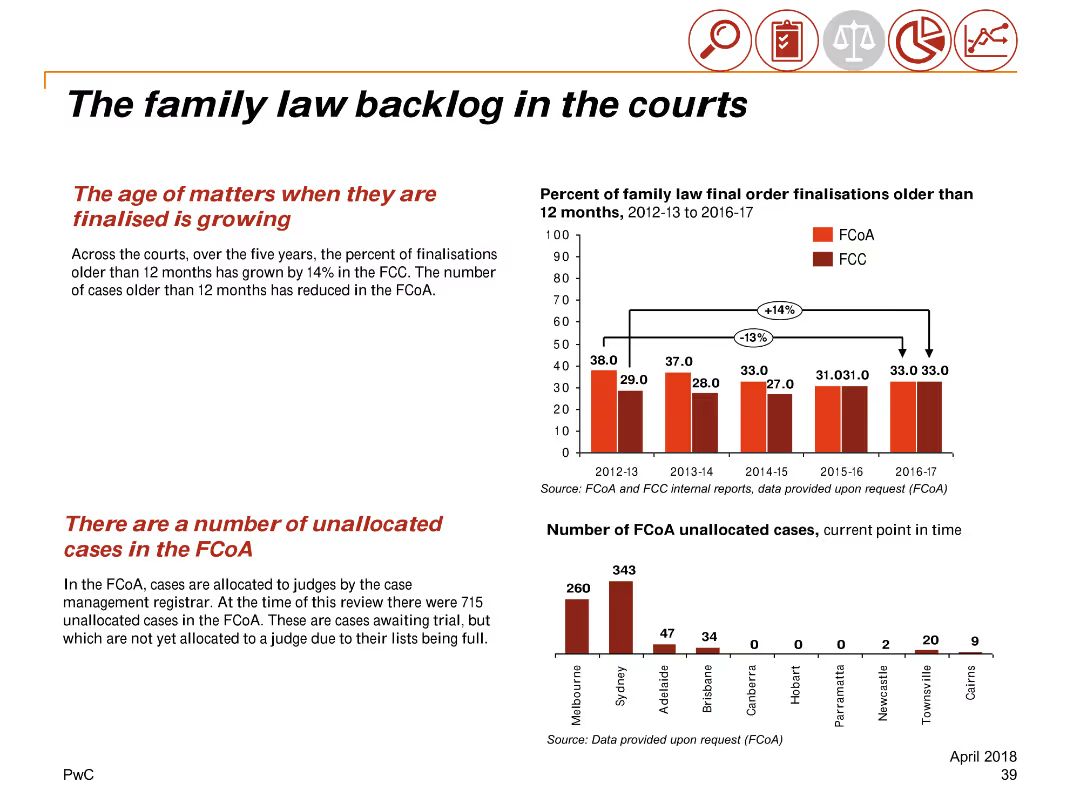 The family law backlog in the courts
The age of matters when they are
finalised is growing
Across the courts, over the five years, the percent of finalisations
older than 12 months has grown by 14% in the FCC. The number
of cases older than 12 months has reduced in the FCoA.
Percent of family law final order finalisations older than
12 months, 2012-13 to 2016-17
100
90
80
70
60
50
40
30
20
10
0
FCoA
FCC
+14%
-13%
38.0
29.0
37.0
28.0
33.0
27.0
31.0
31.0
33.0
33.0
2012-13
2013-14
2014-15
2015-16
2016-17
Source: FCoA and FCC internal reports, data provided upon request (FCoA)
There are a number of unallocated
cases in the FCoA
In the FCoA, cases are allocated to judges by the case
management registrar. At the time of this review there were 715
unallocated cases in the FCoA. These are cases awaiting trial, but
which are not yet allocated to a judge due to their lists being full.
Number of FCoA unallocated cases, current point in time
260
343
47
34
0
0
0
2
20
9
Melbourne
Sydney
Adelaide
Brisbane
Canberra
Hobart
Parramatta
Newcastle
Townsville
Cairns
Source: Data provided upon request (FCoA)
PwC
April 2018
39